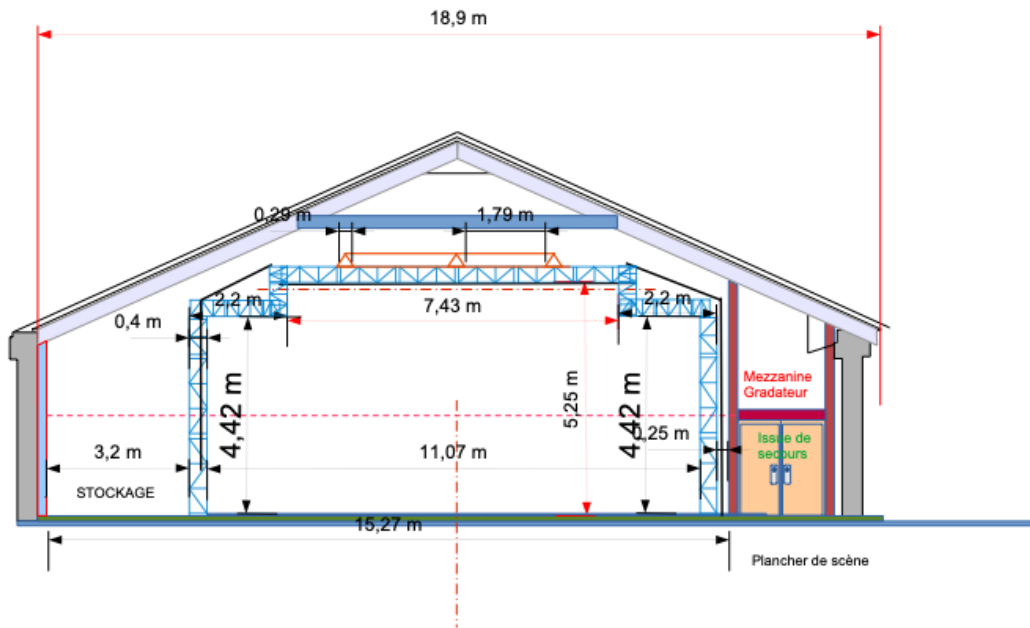 18,9 m
0,29 m
1,79 m
2,2 m
7,43 m
2,2 m
0,4 m
4,42 m
5,25 m
4,42 m
Mezzanine
Gradateur
0,25 m
Issue de
secours
3,2 m
11,07 m
STOCKAGE
15,27 m
Plancher de scène